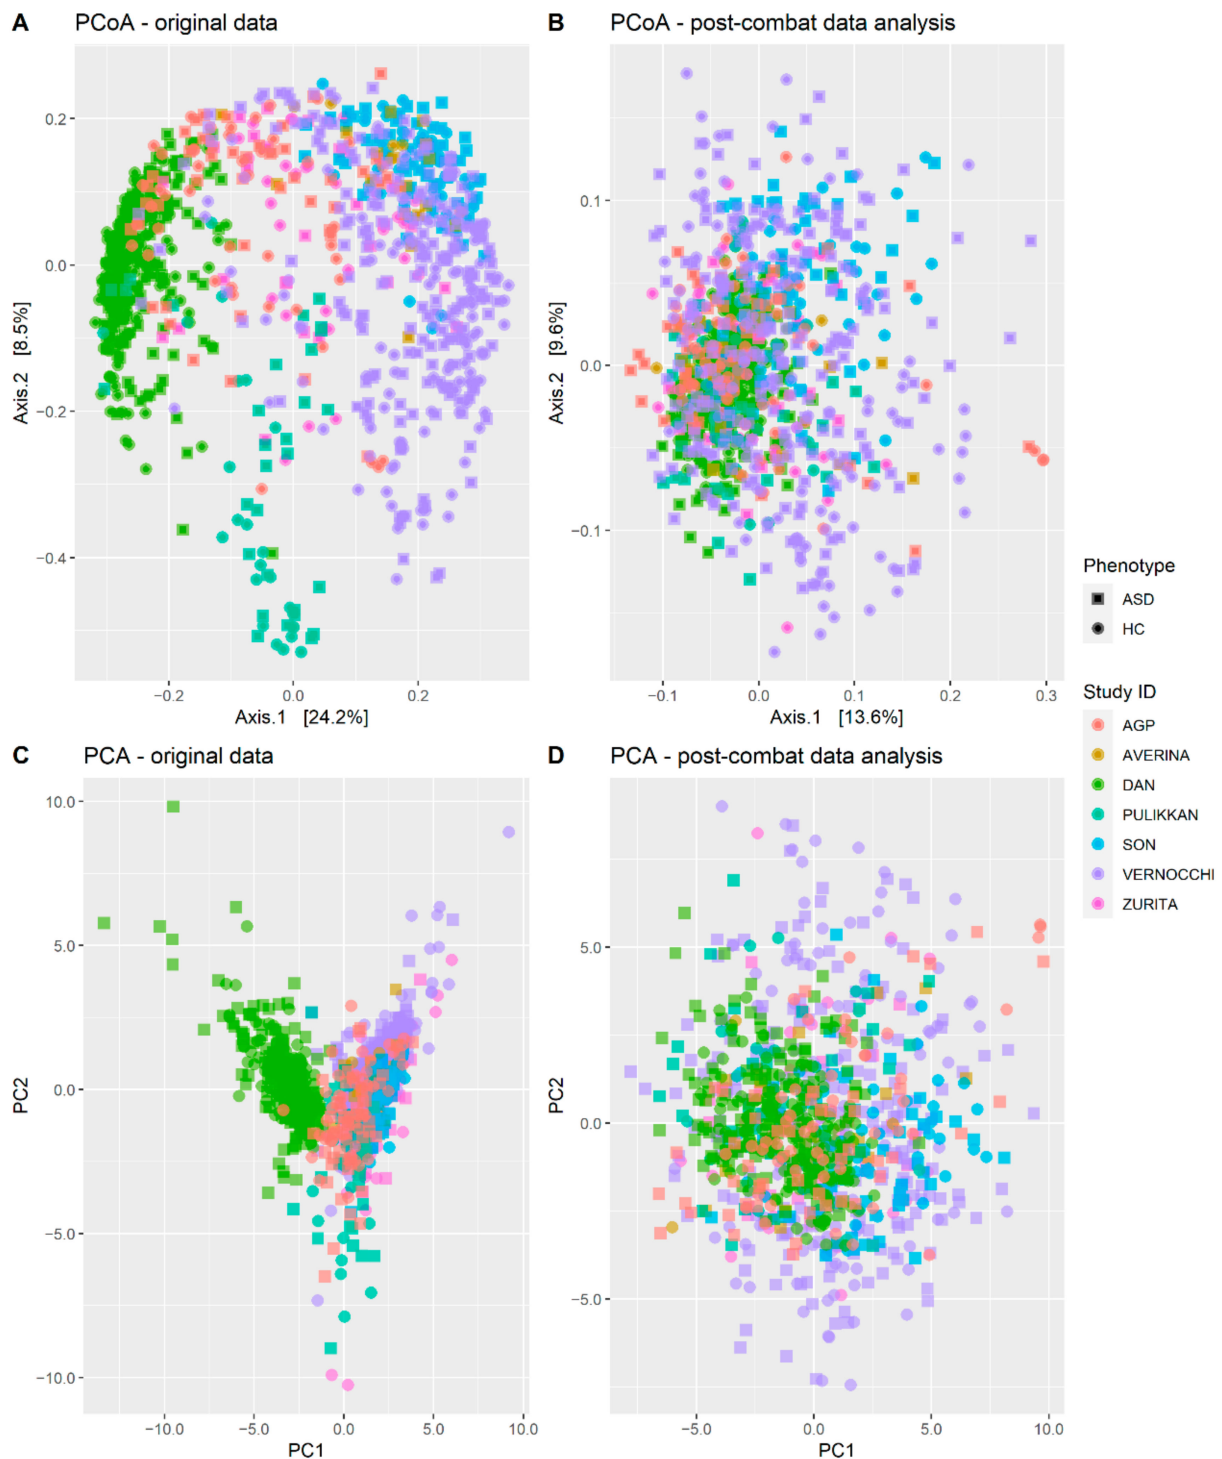 A PCoA - original data
0.2
0.0
−0.2
−0.4
Axis.2 [8.5%]
−0.2 0.0 0.2
Axis.1 [24.2%]
B PCoA - post-combat data analysis
0.1
0.0
−0.1
Axis.2 [9.6%]
−0.1 0.0 0.1 0.2 0.3
Axis.1 [13.6%]
Phenotype
ASD
HC
Study ID
AGP
AVERINA
DAN
PULIKKAN
SON
VERNOCCHI
ZURITA
C PCA - original data
10.0
5.0
0.0
−5.0
−10.0
PC2
−10.0 −5.0 0.0 5.0 10.0
PC1
D PCA - post-combat data analysis
5.0
0.0
−5.0
PC2
−5.0 0.0 5.0 10.0
PC1